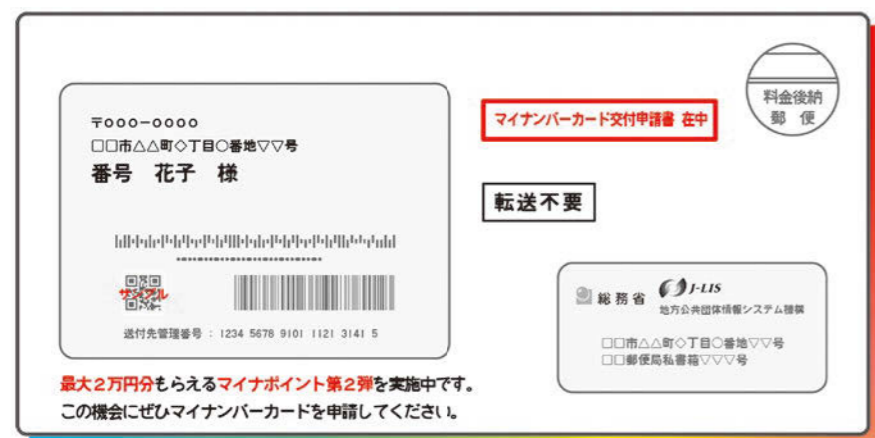 料金後納
郵 便
マイナンバーカード交付申請書 在中
〒000-0000
□□市△△町◇丁目○番地▽▽号
番号 花子 様
転送不要
サンプル
送付先管理番号 : 1234 5678 9101 1121 3141 5
総務省
J-LIS
地方公共団体情報システム機構
□□市△△町◇丁目○番地▽▽号
□□郵便局私書箱▽▽▽号
最大2万円分もらえるマイナポイント第2弾を実施中です。
この機会にぜひマイナンバーカードを申請してください。